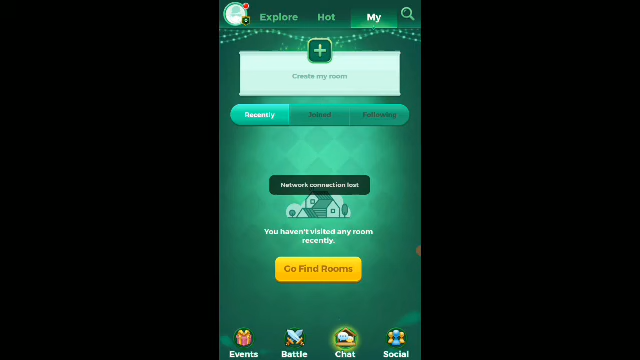 Explore Hot My
Create my room
Recently Joined Following
Network connection lost
You haven't visited any room
recently.
Go Find Rooms
Events Battle Chat Social